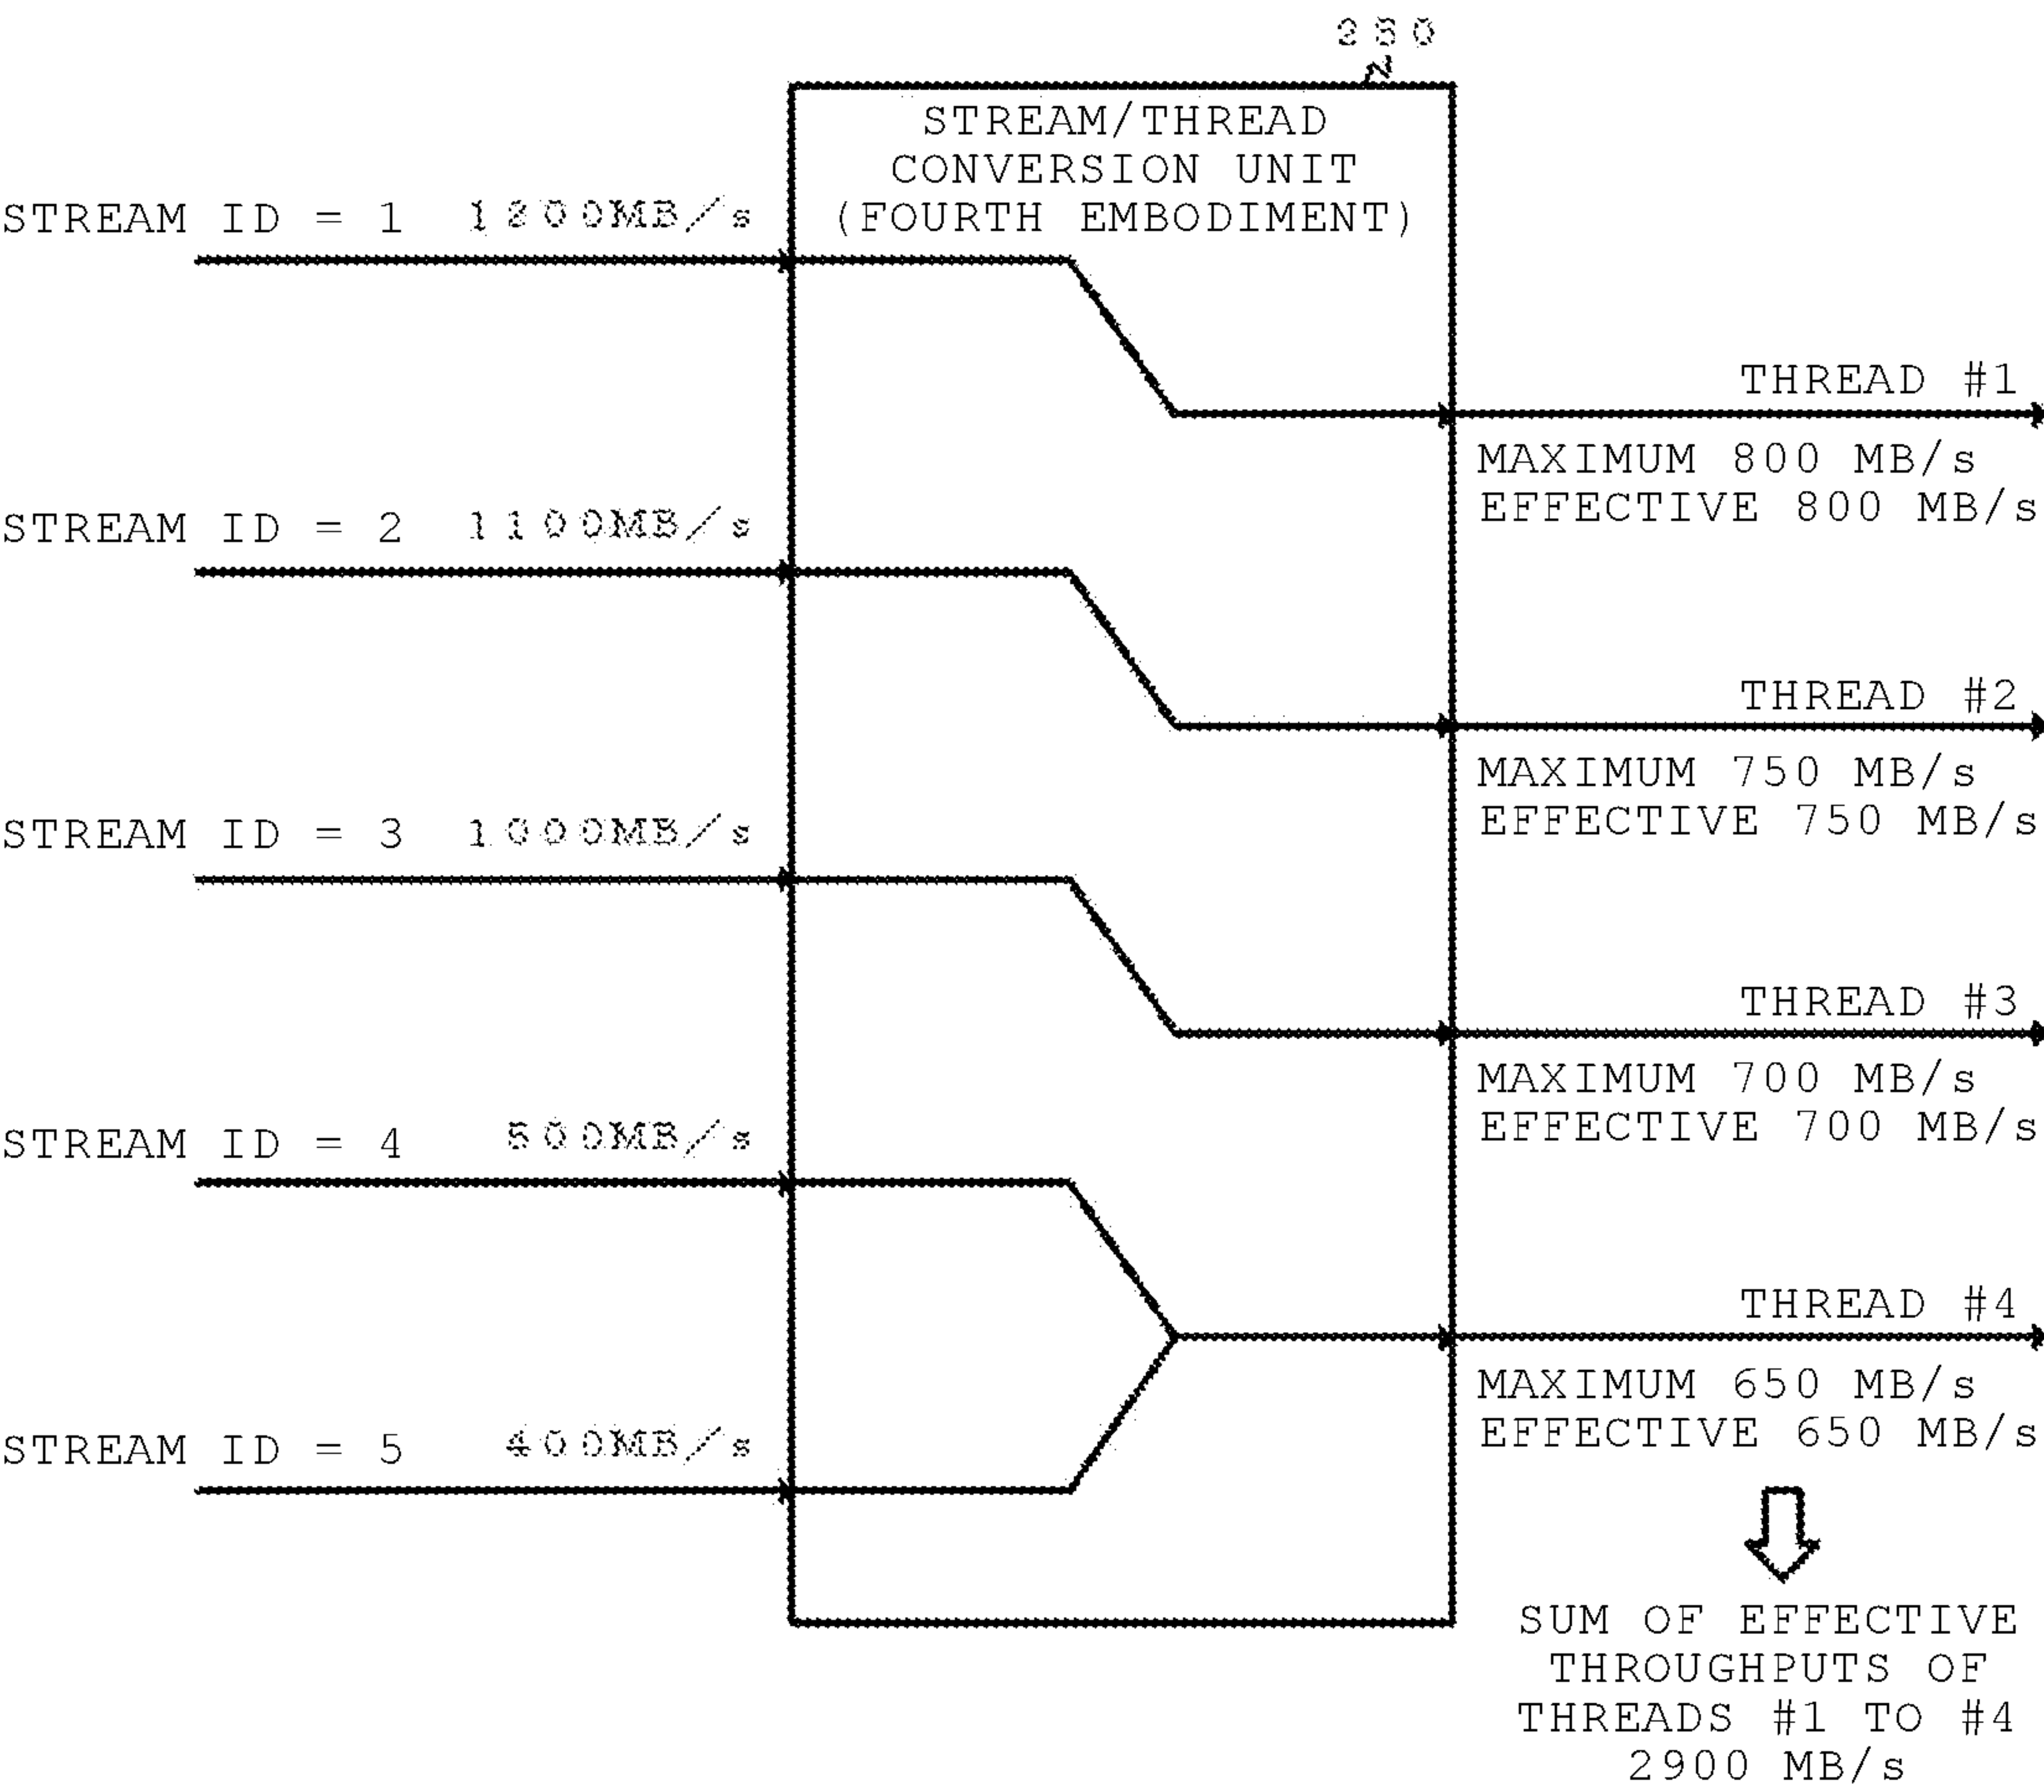 STREAM/THREAD
CONVERSION UNIT
(FOURTH EMBODIMENT)
STREAM ID = 1 1200MB/s
THREAD #1
MAXIMUM 800 MB/s
EFFECTIVE 800 MB/s
STREAM ID = 2 1100MB/s
THREAD #2
MAXIMUM 750 MB/s
EFFECTIVE 750 MB/s
STREAM ID = 3 1000MB/s
THREAD #3
MAXIMUM 700 MB/s
EFFECTIVE 700 MB/s
STREAM ID = 4 500MB/s
THREAD #4
MAXIMUM 650 MB/s
EFFECTIVE 650 MB/s
STREAM ID = 5 400MB/s
SUM OF EFFECTIVE
THROUGHPUTS OF
THREADS #1 TO #4
2900 MB/s